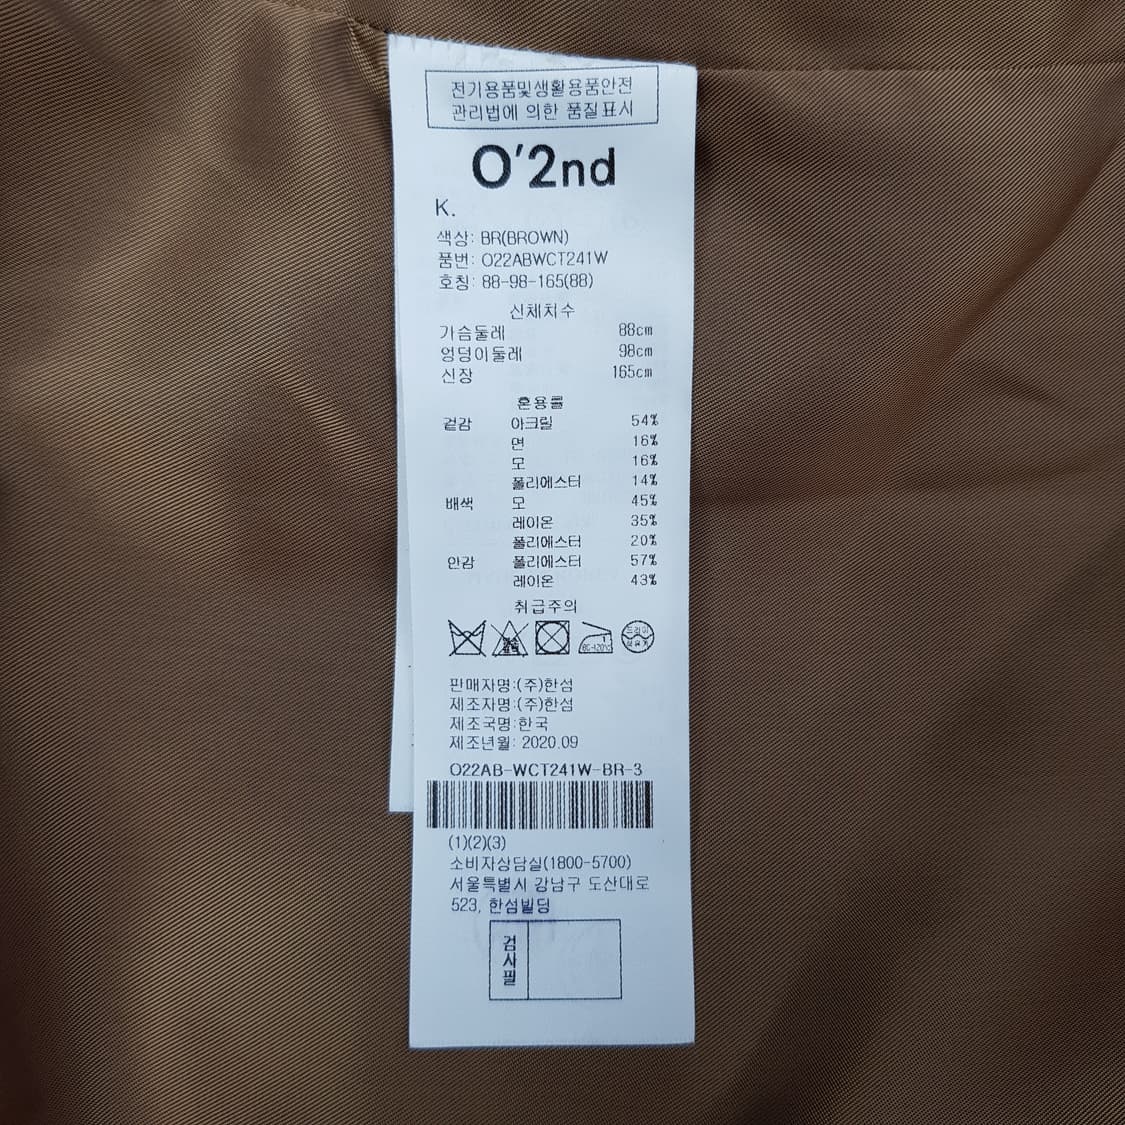 전기용품및생활용품안전
관리법에 의한 품질표시
O'2nd
K.
색상: BR(BROWN)
품번: O22ABWCT241W
호칭: 88-98-165(88)
신체치수
가슴둘레 88cm
엉덩이둘레 98cm
신장 165cm
혼용률
겉감 아크릴 54%
면 16%
모 16%
폴리에스터 14%
배색 모 45%
레이온 35%
폴리에스터 20%
안감 폴리에스터 57%
레이온 43%
취급주의
80~120℃
드라이
석유계
판매자명:(주)한섬
제조자명:(주)한섬
제조국명:한국
제조년월: 2020.09
O22AB-WCT241W-BR-3
(1)(2)(3)
소비자상담실(1800-5700)
서울특별시 강남구 도산대로
523, 한섬빌딩
검사필